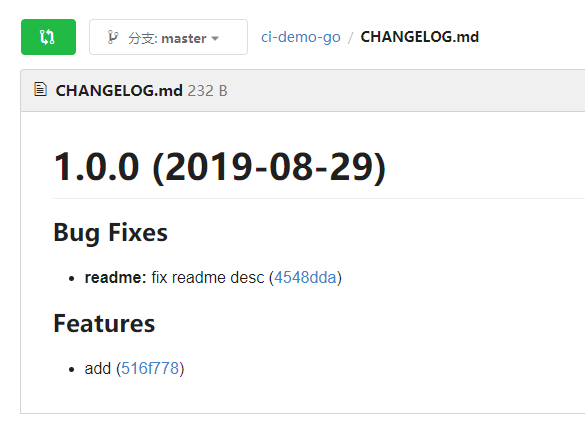 分支: master ci-demo-go / CHANGELOG.md
CHANGELOG.md 232 B
1.0.0 (2019-08-29)
Bug Fixes
• readme: fix readme desc (4548dda)
Features
• add (516f778)